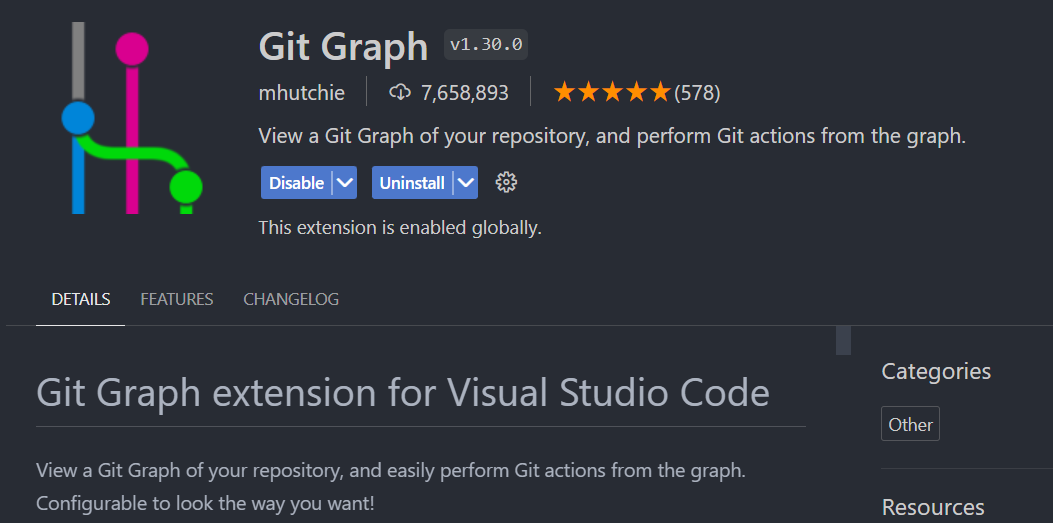 Git Graph v1.30.0
mhutchie 7,658,893 ★★★★★(578)
View a Git Graph of your repository, and perform Git actions from the graph.
Disable Uninstall
This extension is enabled globally.
DETAILS FEATURES CHANGELOG
Git Graph extension for Visual Studio Code
View a Git Graph of your repository, and easily perform Git actions from the graph.
Configurable to look the way you want!
Categories
Other
Resources